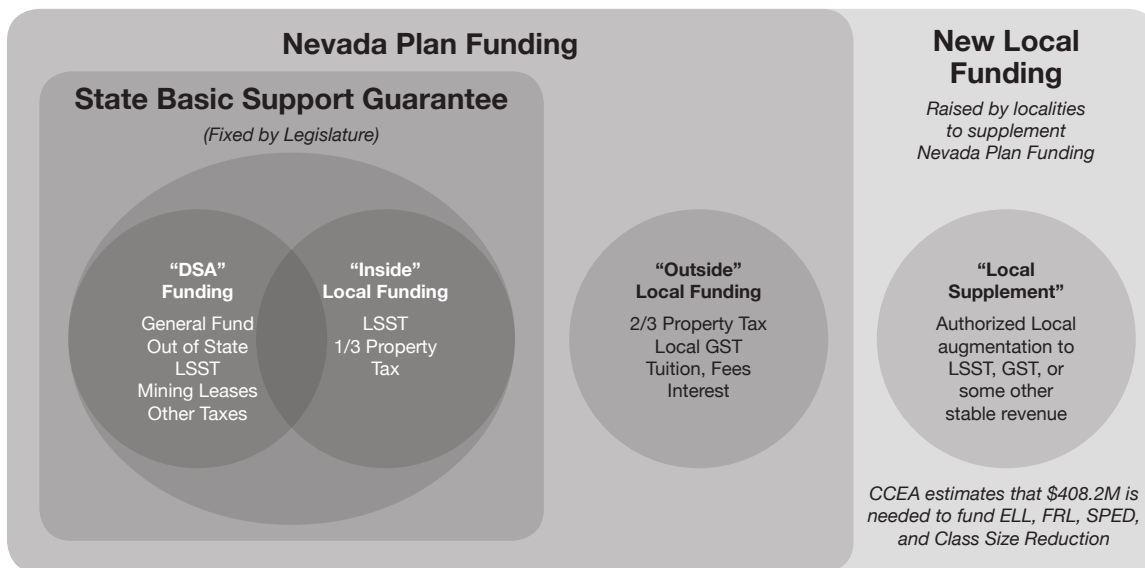 Nevada Plan Funding
State Basic Support Guarantee
(Fixed by Legislature)
“DSA”
Funding
General Fund
Out of State
LSST
Mining Leases
Other Taxes
“Inside”
Local Funding
LSST
1/3 Property
Tax
“Outside”
Local Funding
2/3 Property Tax
Local GST
Tuition, Fees
Interest
New Local
Funding
Raised by localities
to supplement
Nevada Plan Funding
“Local
Supplement”
Authorized Local
augmentation to
LSST, GST, or
some other
stable revenue
CCEA estimates that $408.2M is
needed to fund ELL, FRL, SPED,
and Class Size Reduction